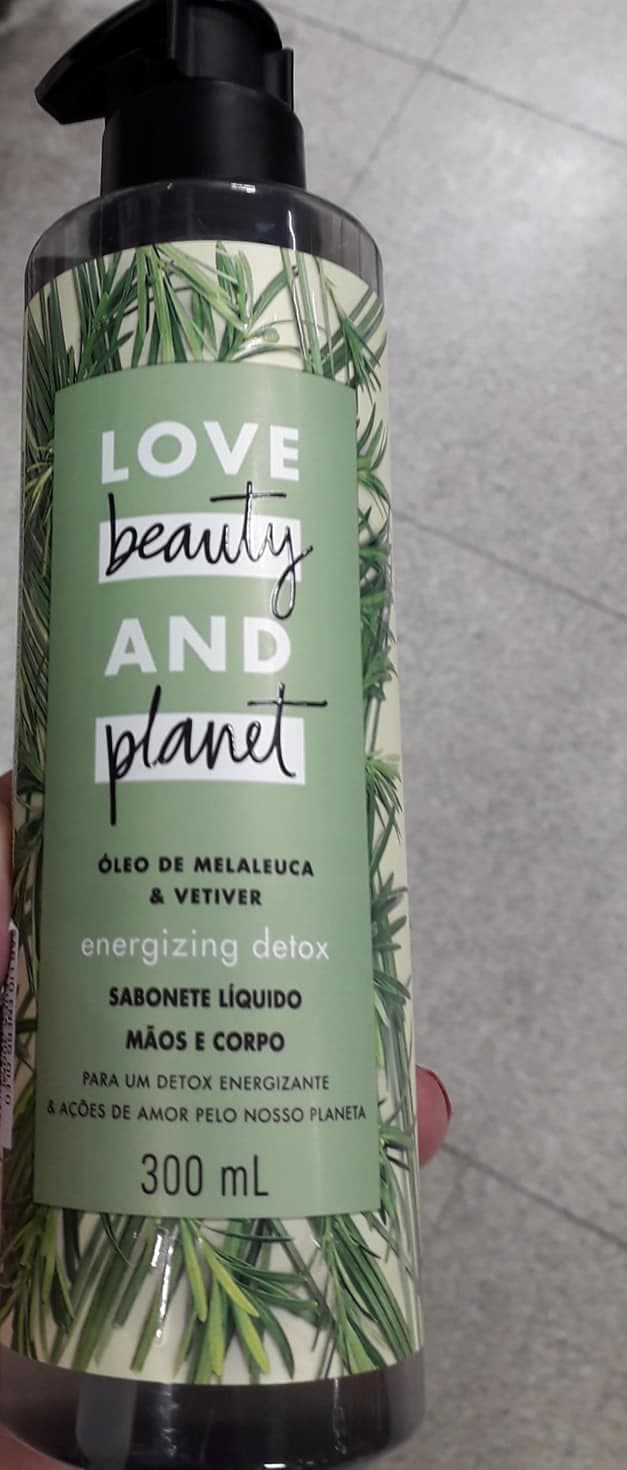 LOVE
beauty
AND
planet
ÓLEO DE MELALEUCA
& VETIVER
energizing detox
SABONETE LÍQUIDO
MÃOS E CORPO
PARA UM DETOX ENERGIZANTE
& AÇÕES DE AMOR PELO NOSSO PLANETA
300 mL